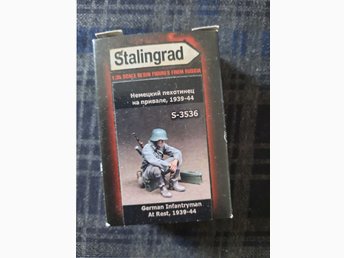 Stalingrad
1:35 SCALE RESIN FIGURES FROM RUSSIA
Немецкий пехотинец
на привале, 1939-44
S-3536
German Infantryman
At Rest, 1939-44